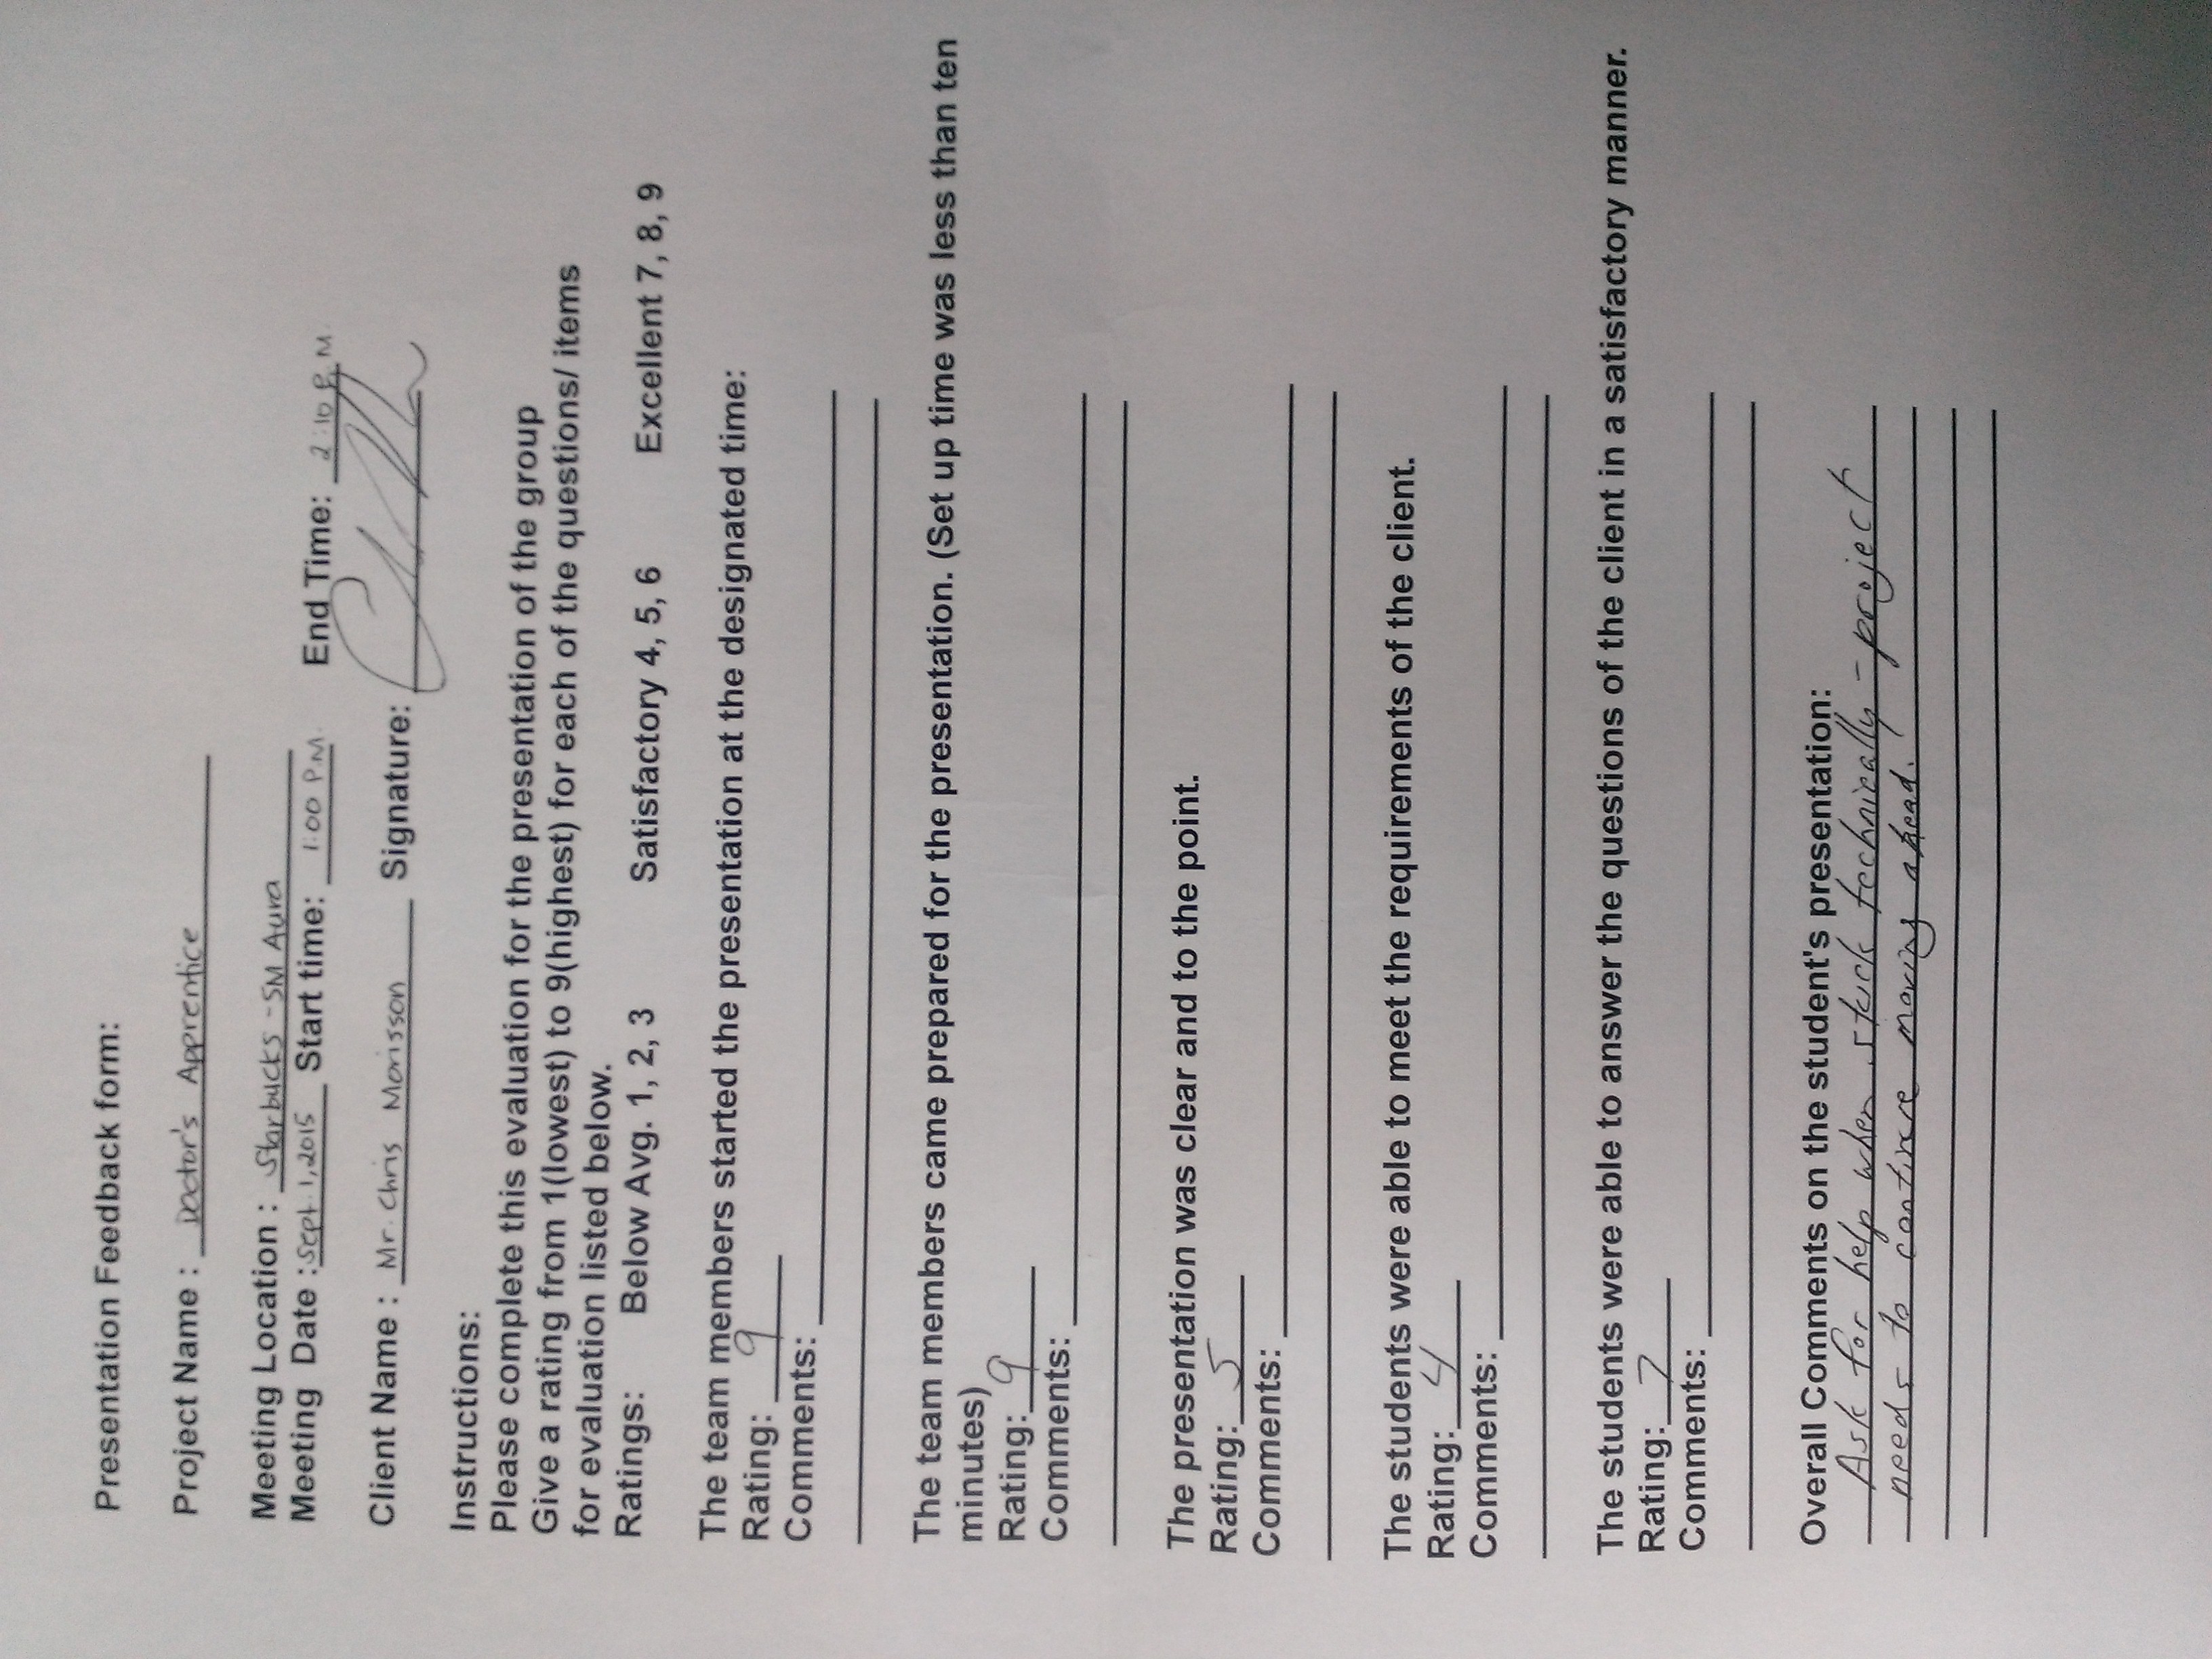 Presentation Feedback form:
Project Name : Doctor's Apprentice
Meeting Location : Starbucks - SM Aura
Meeting Date : Sept. 1, 2015 Start time: 1:00 P.M. End Time: 2:10 P.M.
Client Name : Mr. Chris Morisson Signature:
Instructions:
Please complete this evaluation for the presentation of the group
Give a rating from 1(lowest) to 9(highest) for each of the questions/ items
for evaluation listed below.
Ratings: Below Avg. 1, 2, 3 Satisfactory 4, 5, 6 Excellent 7, 8, 9
The team members started the presentation at the designated time:
Rating: 9
Comments:
The team members came prepared for the presentation. (Set up time was less than ten
minutes)
Rating: 9
Comments:
The presentation was clear and to the point.
Rating: 5
Comments:
The students were able to meet the requirements of the client.
Rating: 4
Comments:
The students were able to answer the questions of the client in a satisfactory manner.
Rating: 7
Comments:
Overall Comments on the student's presentation:
Ask for help when stuck technically - project
needs to continue moving ahead.